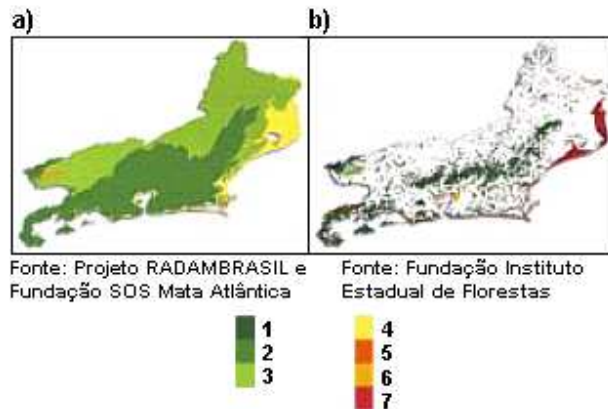 a)
b)
Fonte: Projeto RADAMBRASIL e
Fundação SOS Mata Atlântica
Fonte: Fundação Instituto
Estadual de Florestas
1
2
3
4
5
6
7